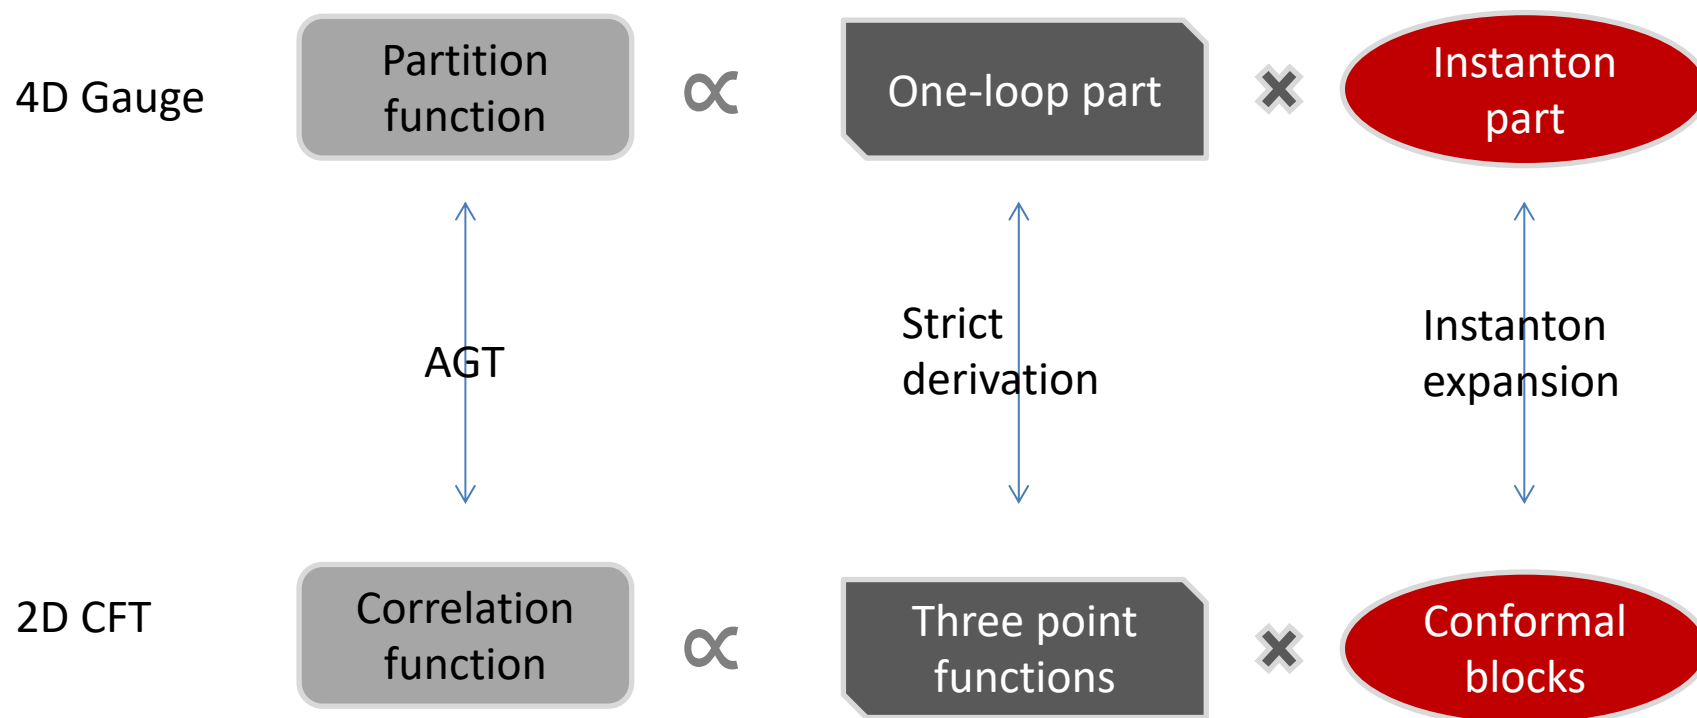 4D Gauge
Partition
function
∝
One-loop part
×
Instanton
part
AGT
Strict
derivation
Instanton
expansion
2D CFT
Correlation
function
∝
Three point
functions
×
Conformal
blocks